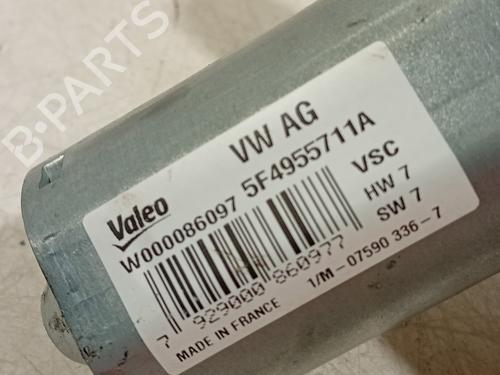 B-PARTS
VW AG
Valeo
W000086097 5F4955711A
VSC
HW 7
SW 7
7 929000 860977
1/M-07590 336-7
MADE IN FRANCE